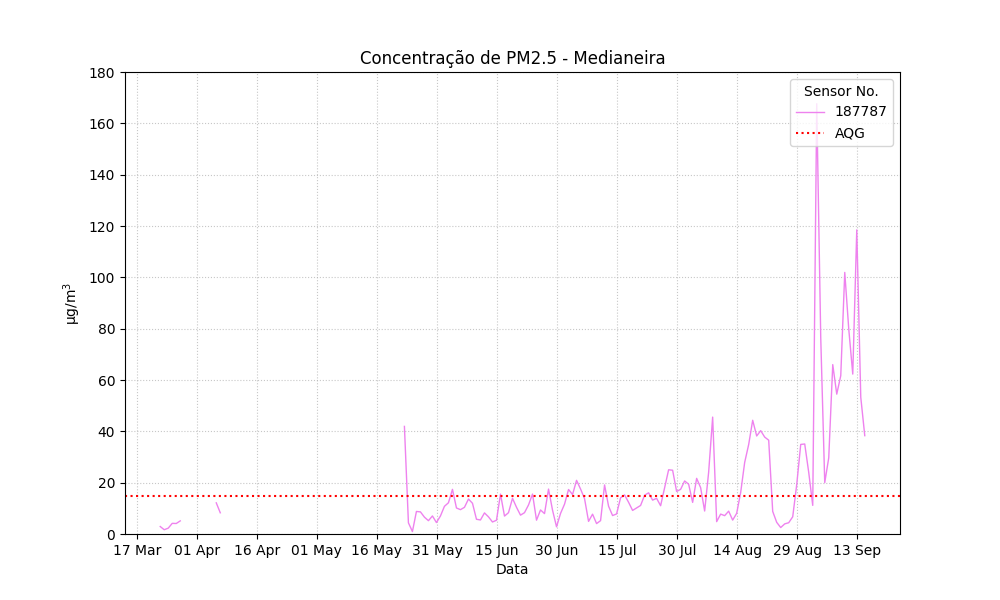 Concentração de PM2.5 - Medianeira
Sensor No.
187787
AQG
180
160
140
120
100
80
60
40
20
0
µg/m³
17 Mar 01 Apr 16 Apr 01 May 16 May 31 May 15 Jun 30 Jun 15 Jul 30 Jul 14 Aug 29 Aug 13 Sep
Data